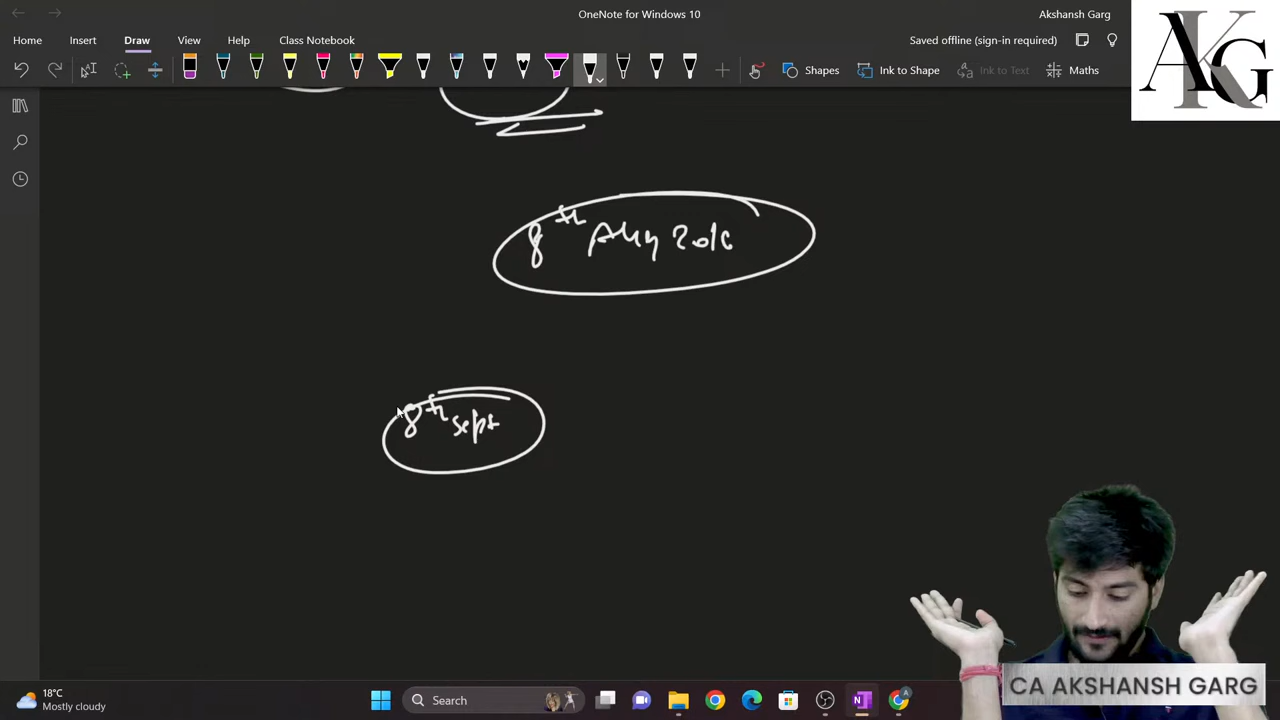 OneNote for Windows 10
Akshansh Garg
Home Insert Draw View Help Class Notebook
Saved offline (sign-in required)
Shapes Ink to Shape Ink to Text Maths
AKG
8th Aug 2016
8th Sept
CA AKSHANSH GARG
18°C
Mostly cloudy
Search